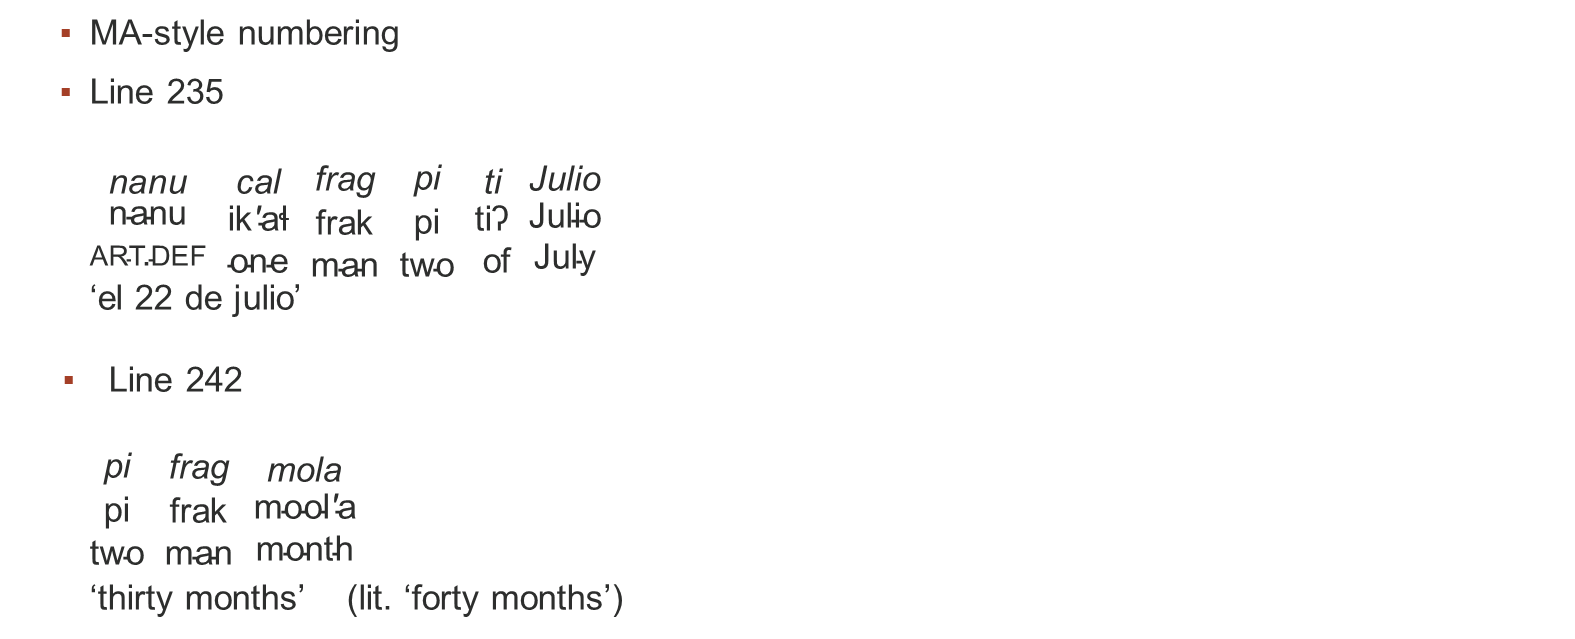 MA-style numbering
Line 235
nanu cal frag pi ti Julio
nanu ik'ał frak pi tiʔ Julio
ART.DEF one man two of July
‘el 22 de julio’
Line 242
pi frag mola
pi frak mool'a
two man month
‘thirty months’ (lit. ‘forty months’)